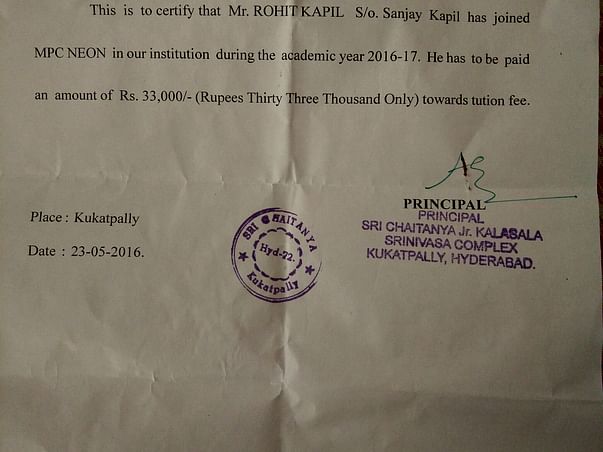 This is to certify that Mr. ROHIT KAPIL S/o. Sanjay Kapil has joined
MPC NEON in our institution during the academic year 2016-17. He has to be paid
an amount of Rs. 33,000/- (Rupees Thirty Three Thousand Only) towards tution fee.
PRINCIPAL
PRINCIPAL
SRI CHAITANYA Jr. KALASALA
SRINIVASA COMPLEX
KUKATPALLY, HYDERABAD.
Place : Kukatpally
Date : 23-05-2016.
SRI CHAITANYA
Hyd-72.
Kukatpally